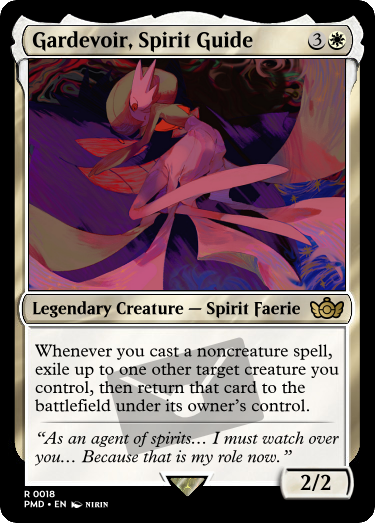 Gardevoir, Spirit Guide 3
Legendary Creature — Spirit Faerie
Whenever you cast a noncreature spell,
exile up to one other target creature you
control, then return that card to the
battlefield under its owner's control.
“As an agent of spirits… I must watch over
you… Because that is my role now.”
2/2
R 0018
PMD • EN NIRIN